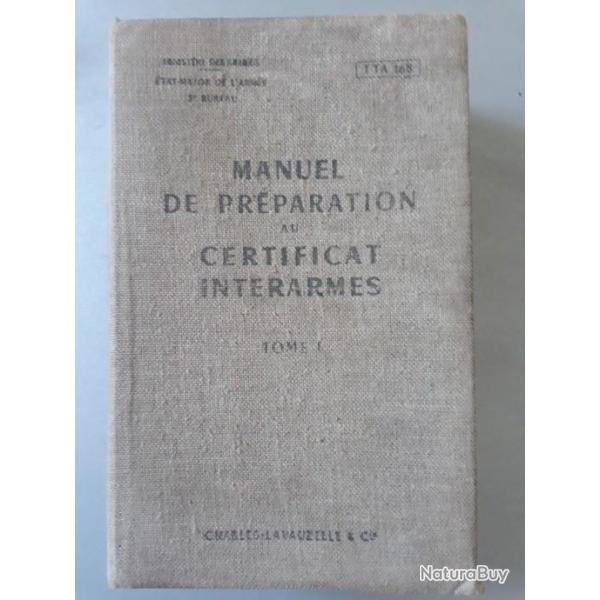 MINISTÈRE DES ARMÉES
ÉTAT-MAJOR DE L'ARMÉE
3e BUREAU
TTA 168
MANUEL
DE PRÉPARATION
AU
CERTIFICAT
INTERARMES
TOME I
CHARLES-LAVAUZELLE & Cie
NaturaBuy